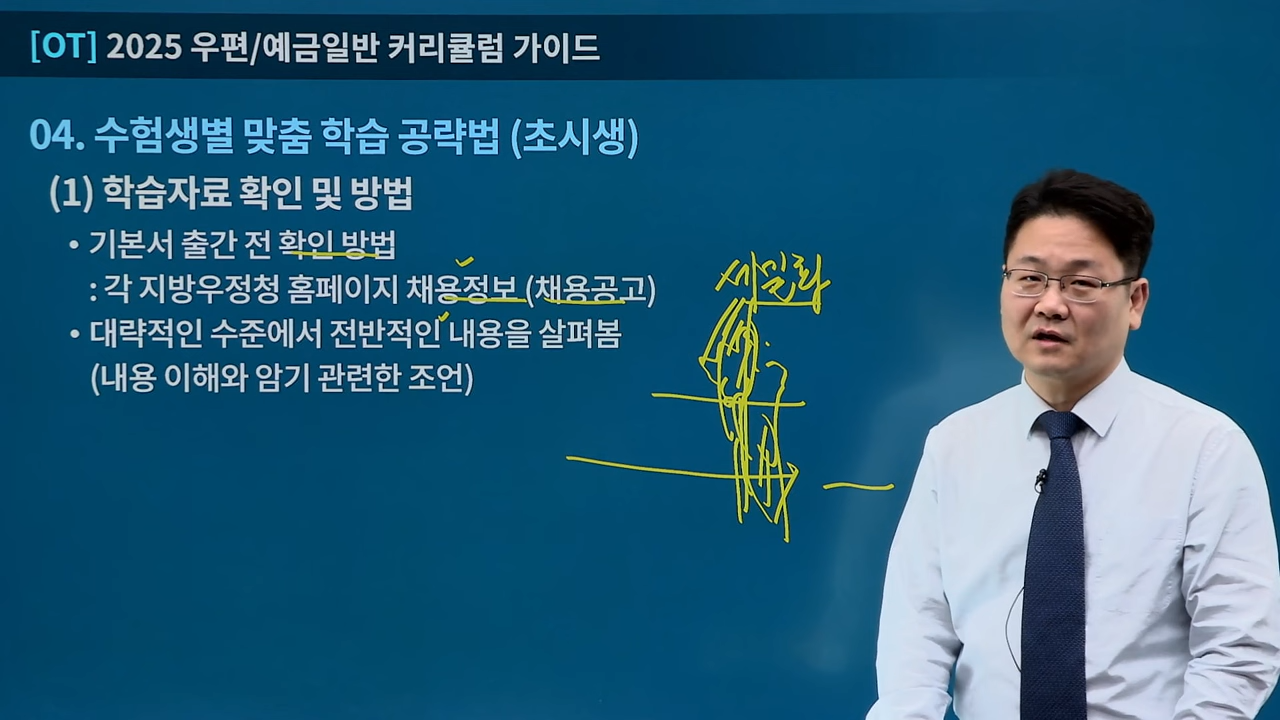 [OT] 2025 우편/예금일반 커리큘럼 가이드
04. 수험생별 맞춤 학습 공략법 (초시생)
(1) 학습자료 확인 및 방법
• 기본서 출간 전 확인 방법
: 각 지방우정청 홈페이지 채용정보 (채용공고)
세밀화
• 대략적인 수준에서 전반적인 내용을 살펴봄
(내용 이해와 암기 관련한 조언)